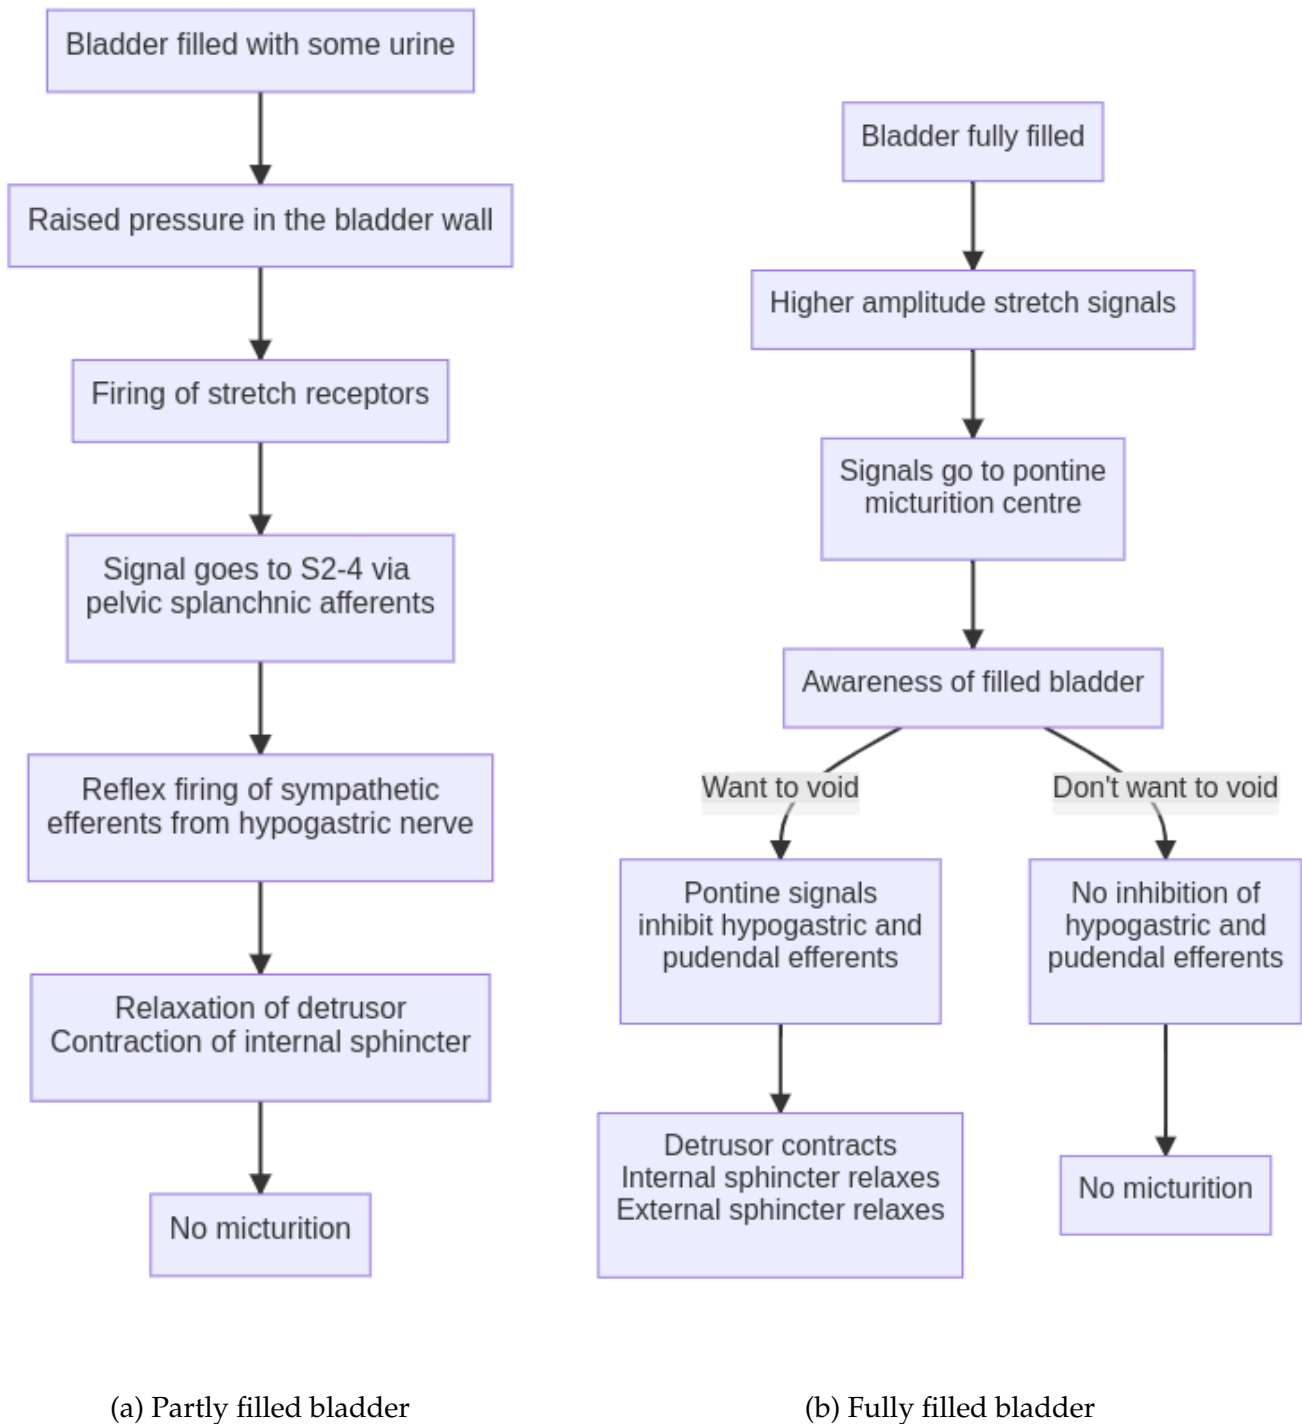 Bladder filled with some urine
Raised pressure in the bladder wall
Firing of stretch receptors
Signal goes to S2-4 via
pelvic splanchnic afferents
Reflex firing of sympathetic
efferents from hypogastric nerve
Relaxation of detrusor
Contraction of internal sphincter
No micturition
(a) Partly filled bladder
Bladder fully filled
Higher amplitude stretch signals
Signals go to pontine
micturition centre
Awareness of filled bladder
Want to void
Don't want to void
Pontine signals
inhibit hypogastric and
pudendal efferents
No inhibition of
hypogastric and
pudendal efferents
Detrusor contracts
Internal sphincter relaxes
External sphincter relaxes
No micturition
(b) Fully filled bladder